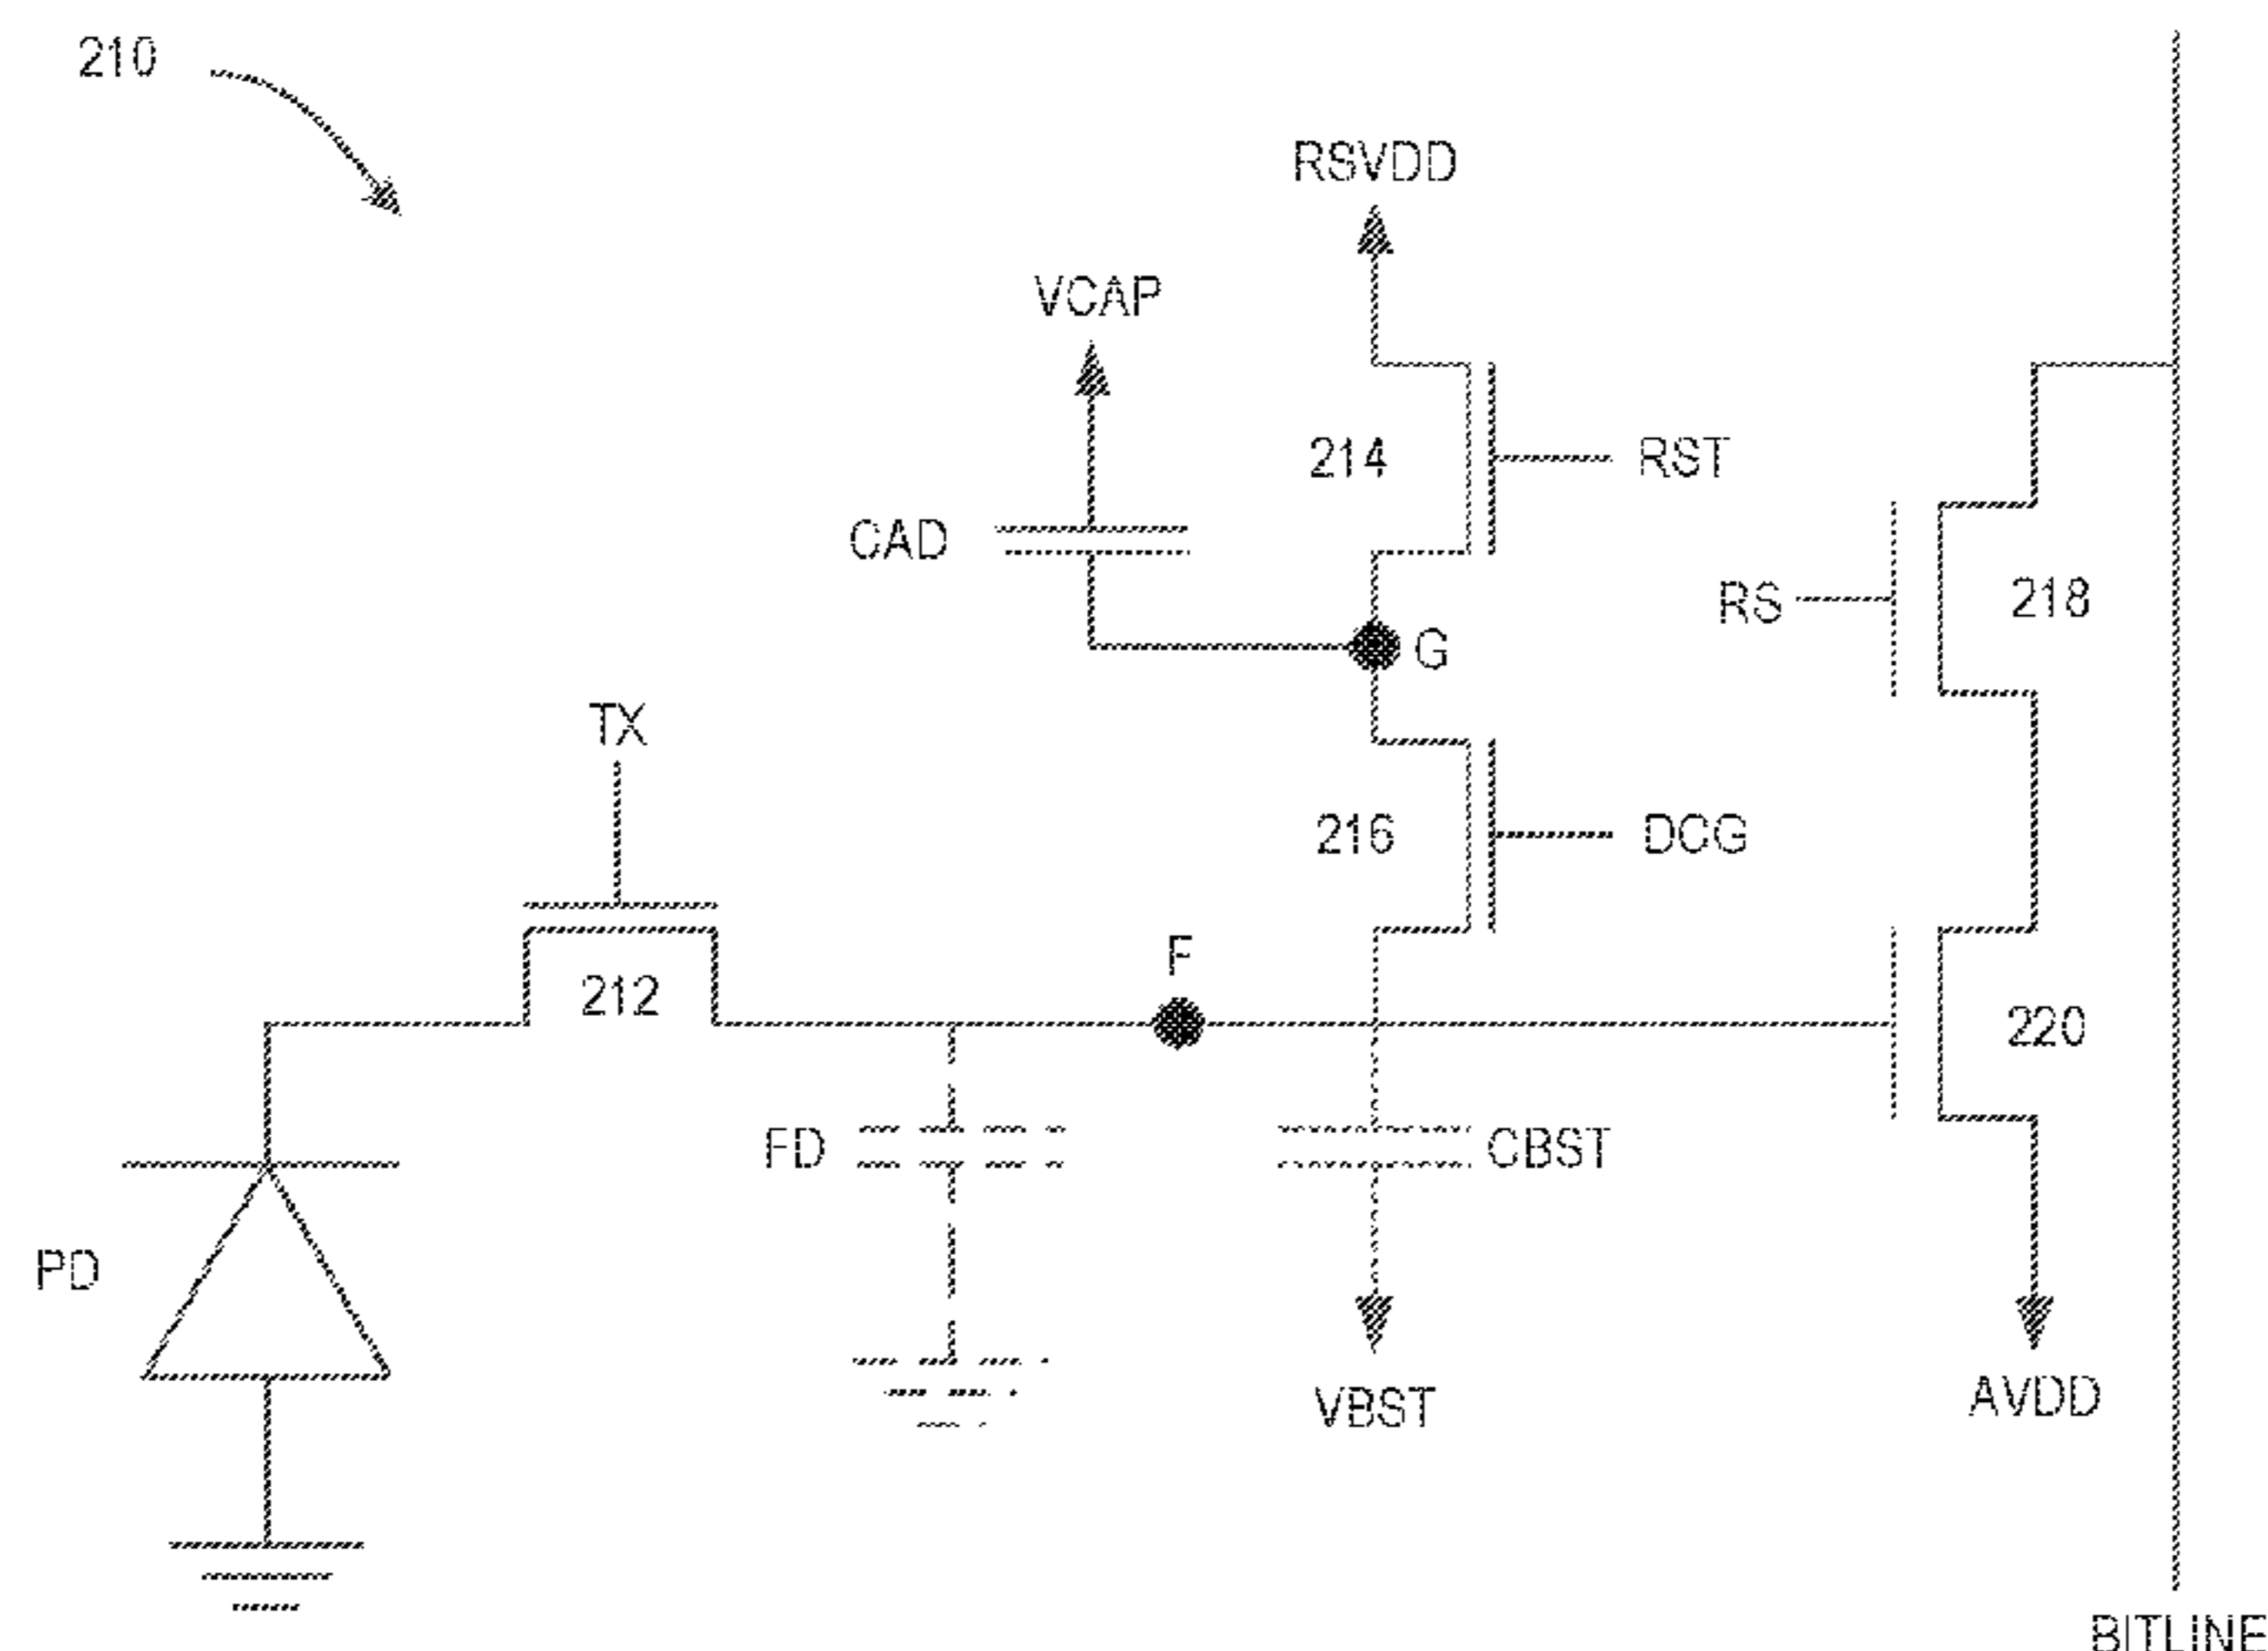 210
RSVDD
VCAP
214
RST
CAD
RS
218
G
TX
216
DCG
F
212
220
FD
CBST
PD
VBST
AVDD
BITLINE